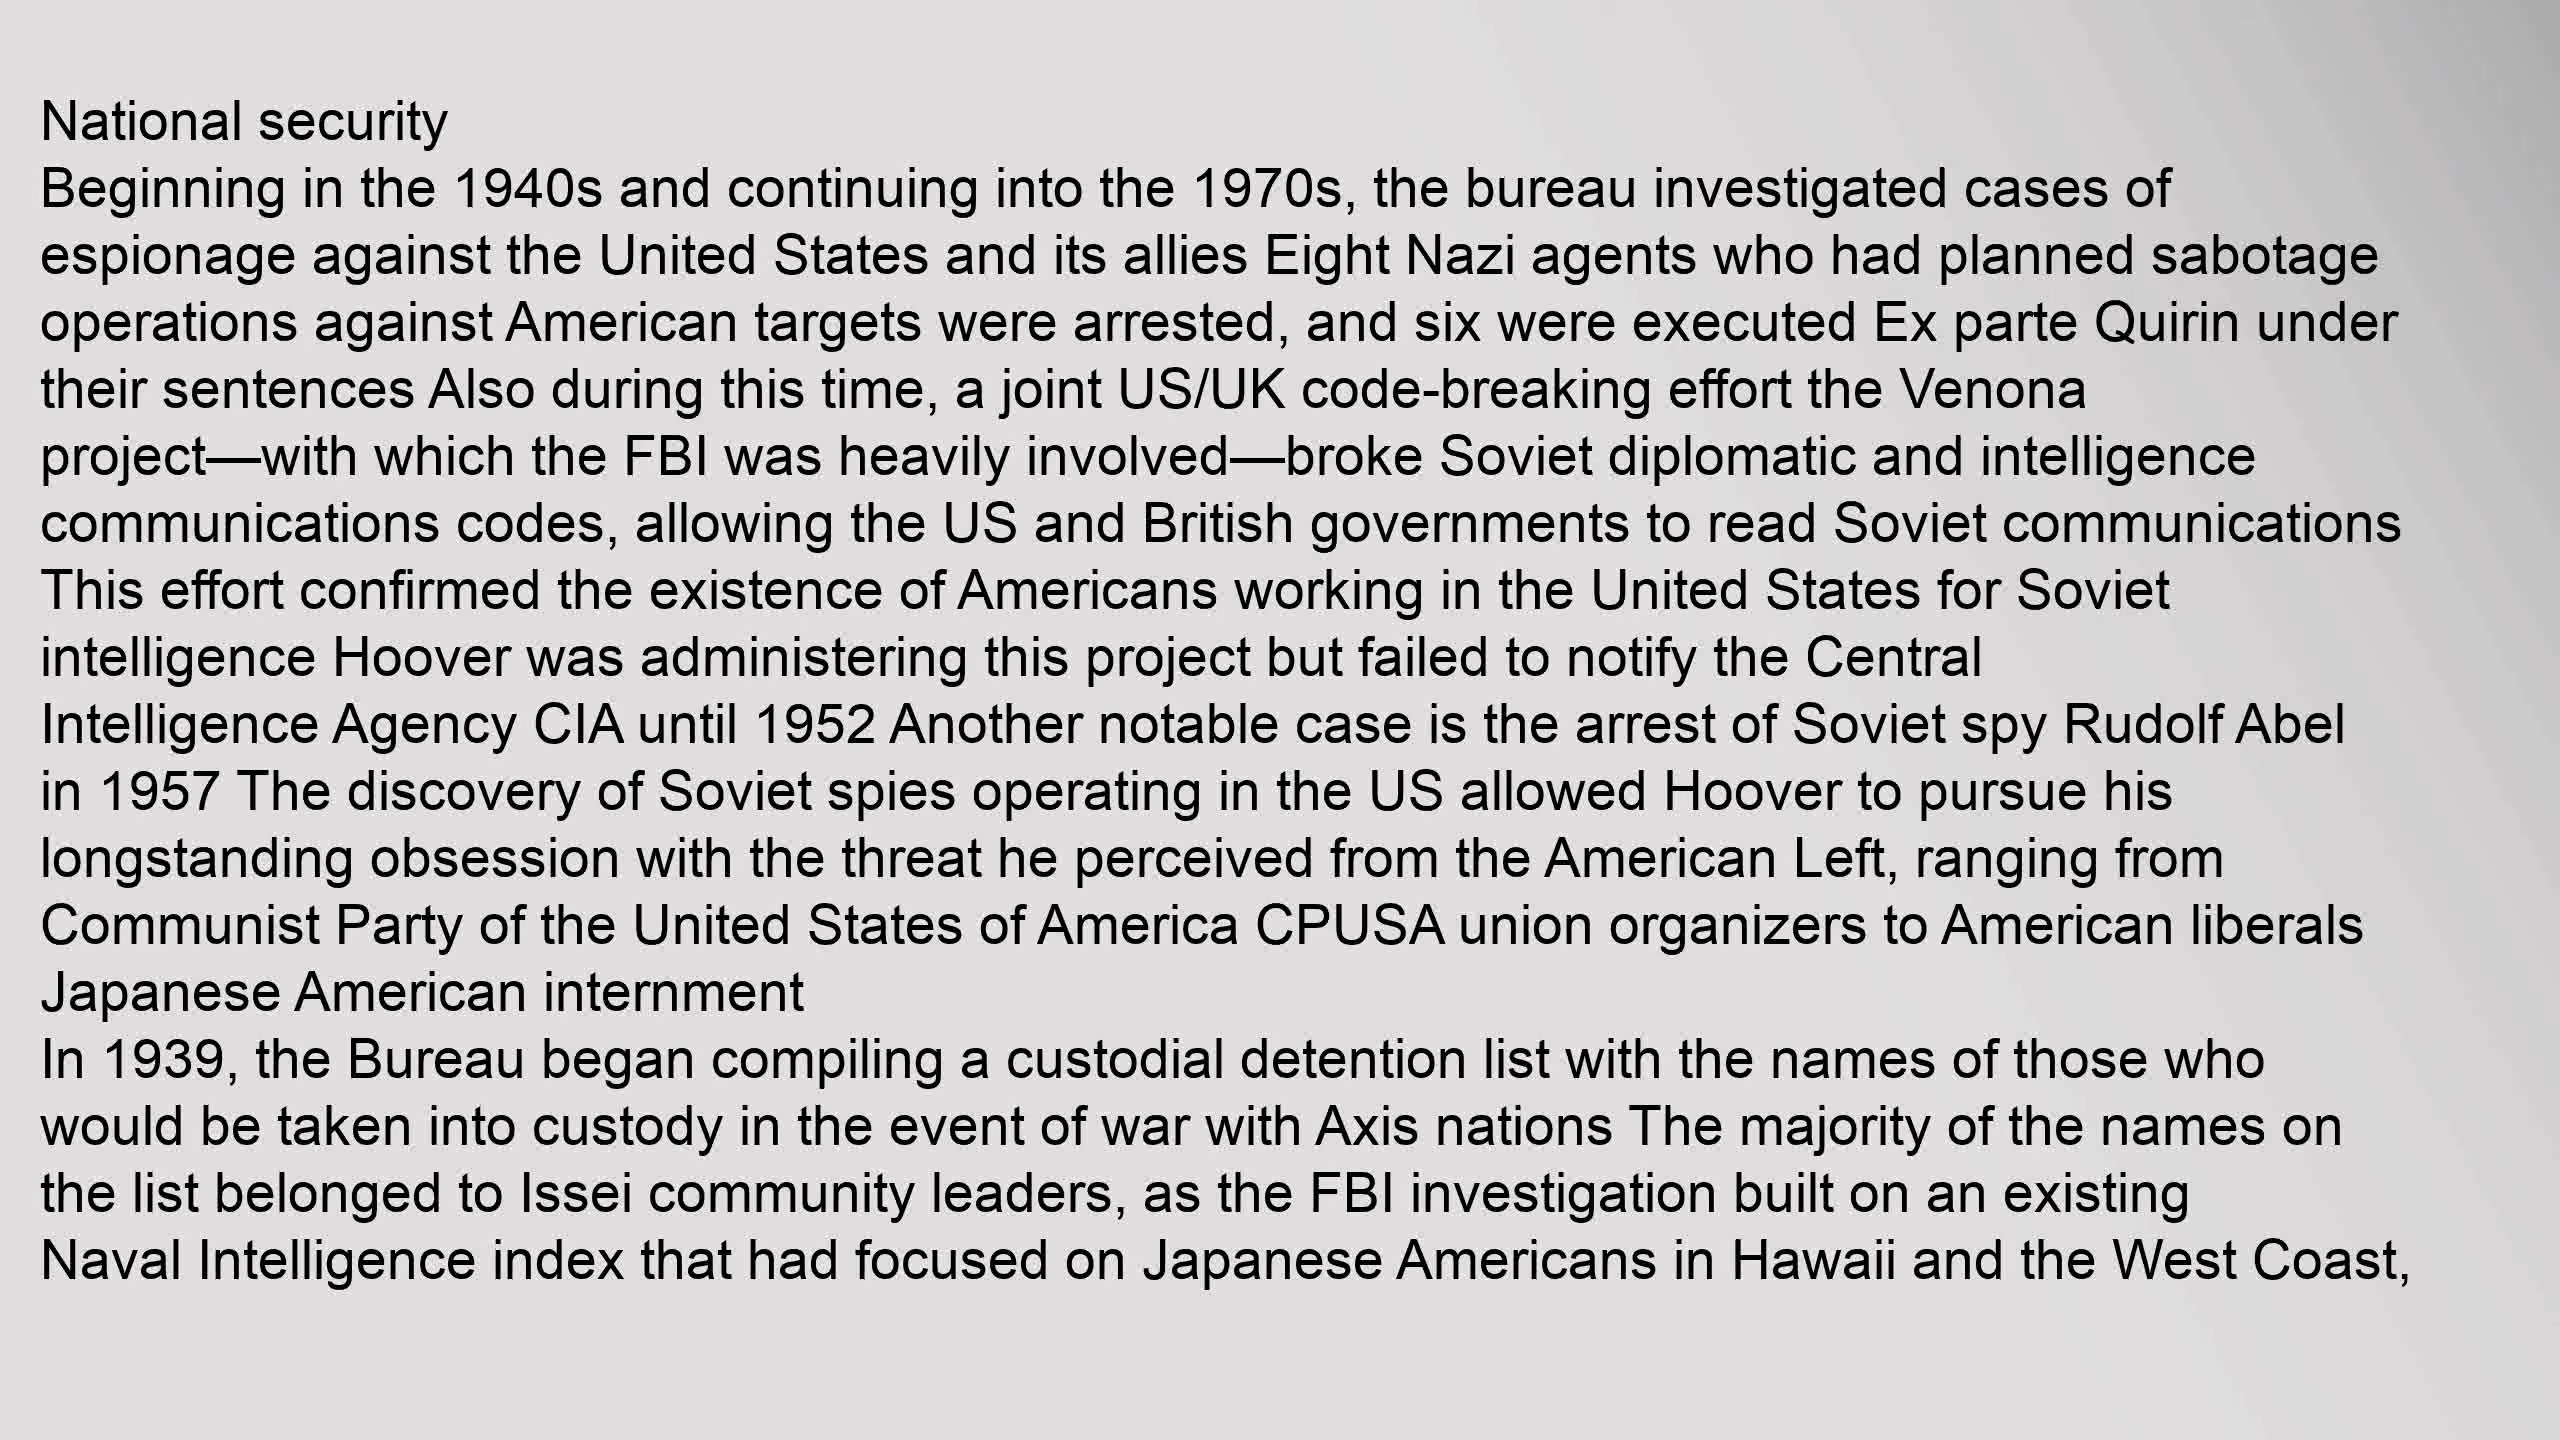 National security
Beginning in the 1940s and continuing into the 1970s, the bureau investigated cases of
espionage against the United States and its allies Eight Nazi agents who had planned sabotage
operations against American targets were arrested, and six were executed Ex parte Quirin under
their sentences Also during this time, a joint US/UK code-breaking effort the Venona
project—with which the FBI was heavily involved—broke Soviet diplomatic and intelligence
communications codes, allowing the US and British governments to read Soviet communications
This effort confirmed the existence of Americans working in the United States for Soviet
intelligence Hoover was administering this project but failed to notify the Central
Intelligence Agency CIA until 1952 Another notable case is the arrest of Soviet spy Rudolf Abel
in 1957 The discovery of Soviet spies operating in the US allowed Hoover to pursue his
longstanding obsession with the threat he perceived from the American Left, ranging from
Communist Party of the United States of America CPUSA union organizers to American liberals
Japanese American internment
In 1939, the Bureau began compiling a custodial detention list with the names of those who
would be taken into custody in the event of war with Axis nations The majority of the names on
the list belonged to Issei community leaders, as the FBI investigation built on an existing
Naval Intelligence index that had focused on Japanese Americans in Hawaii and the West Coast,